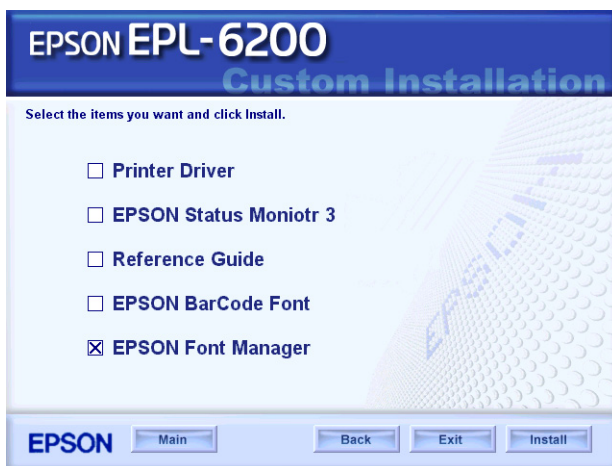 EPSON EPL-6200
Custom Installation
Select the items you want and click Install.
Printer Driver
EPSON Status Moniotr 3
Reference Guide
EPSON BarCode Font
EPSON Font Manager
EPSON
EPSON Main Back Exit Install